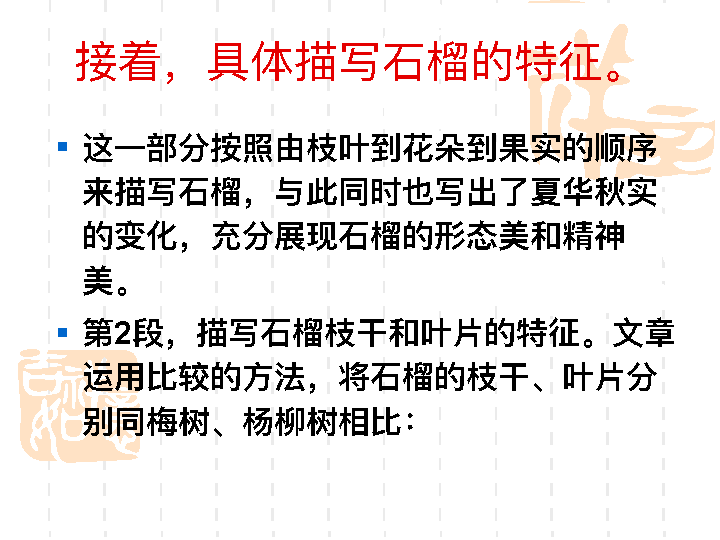 接着，具体描写石榴的特征。
这一部分按照由枝叶到花朵到果实的顺序
来描写石榴，与此同时也写出了夏华秋实
的变化，充分展现石榴的形态美和精神
美。
第2段，描写石榴枝干和叶片的特征。文章
运用比较的方法，将石榴的枝干、叶片分
别同梅树、杨柳树相比：